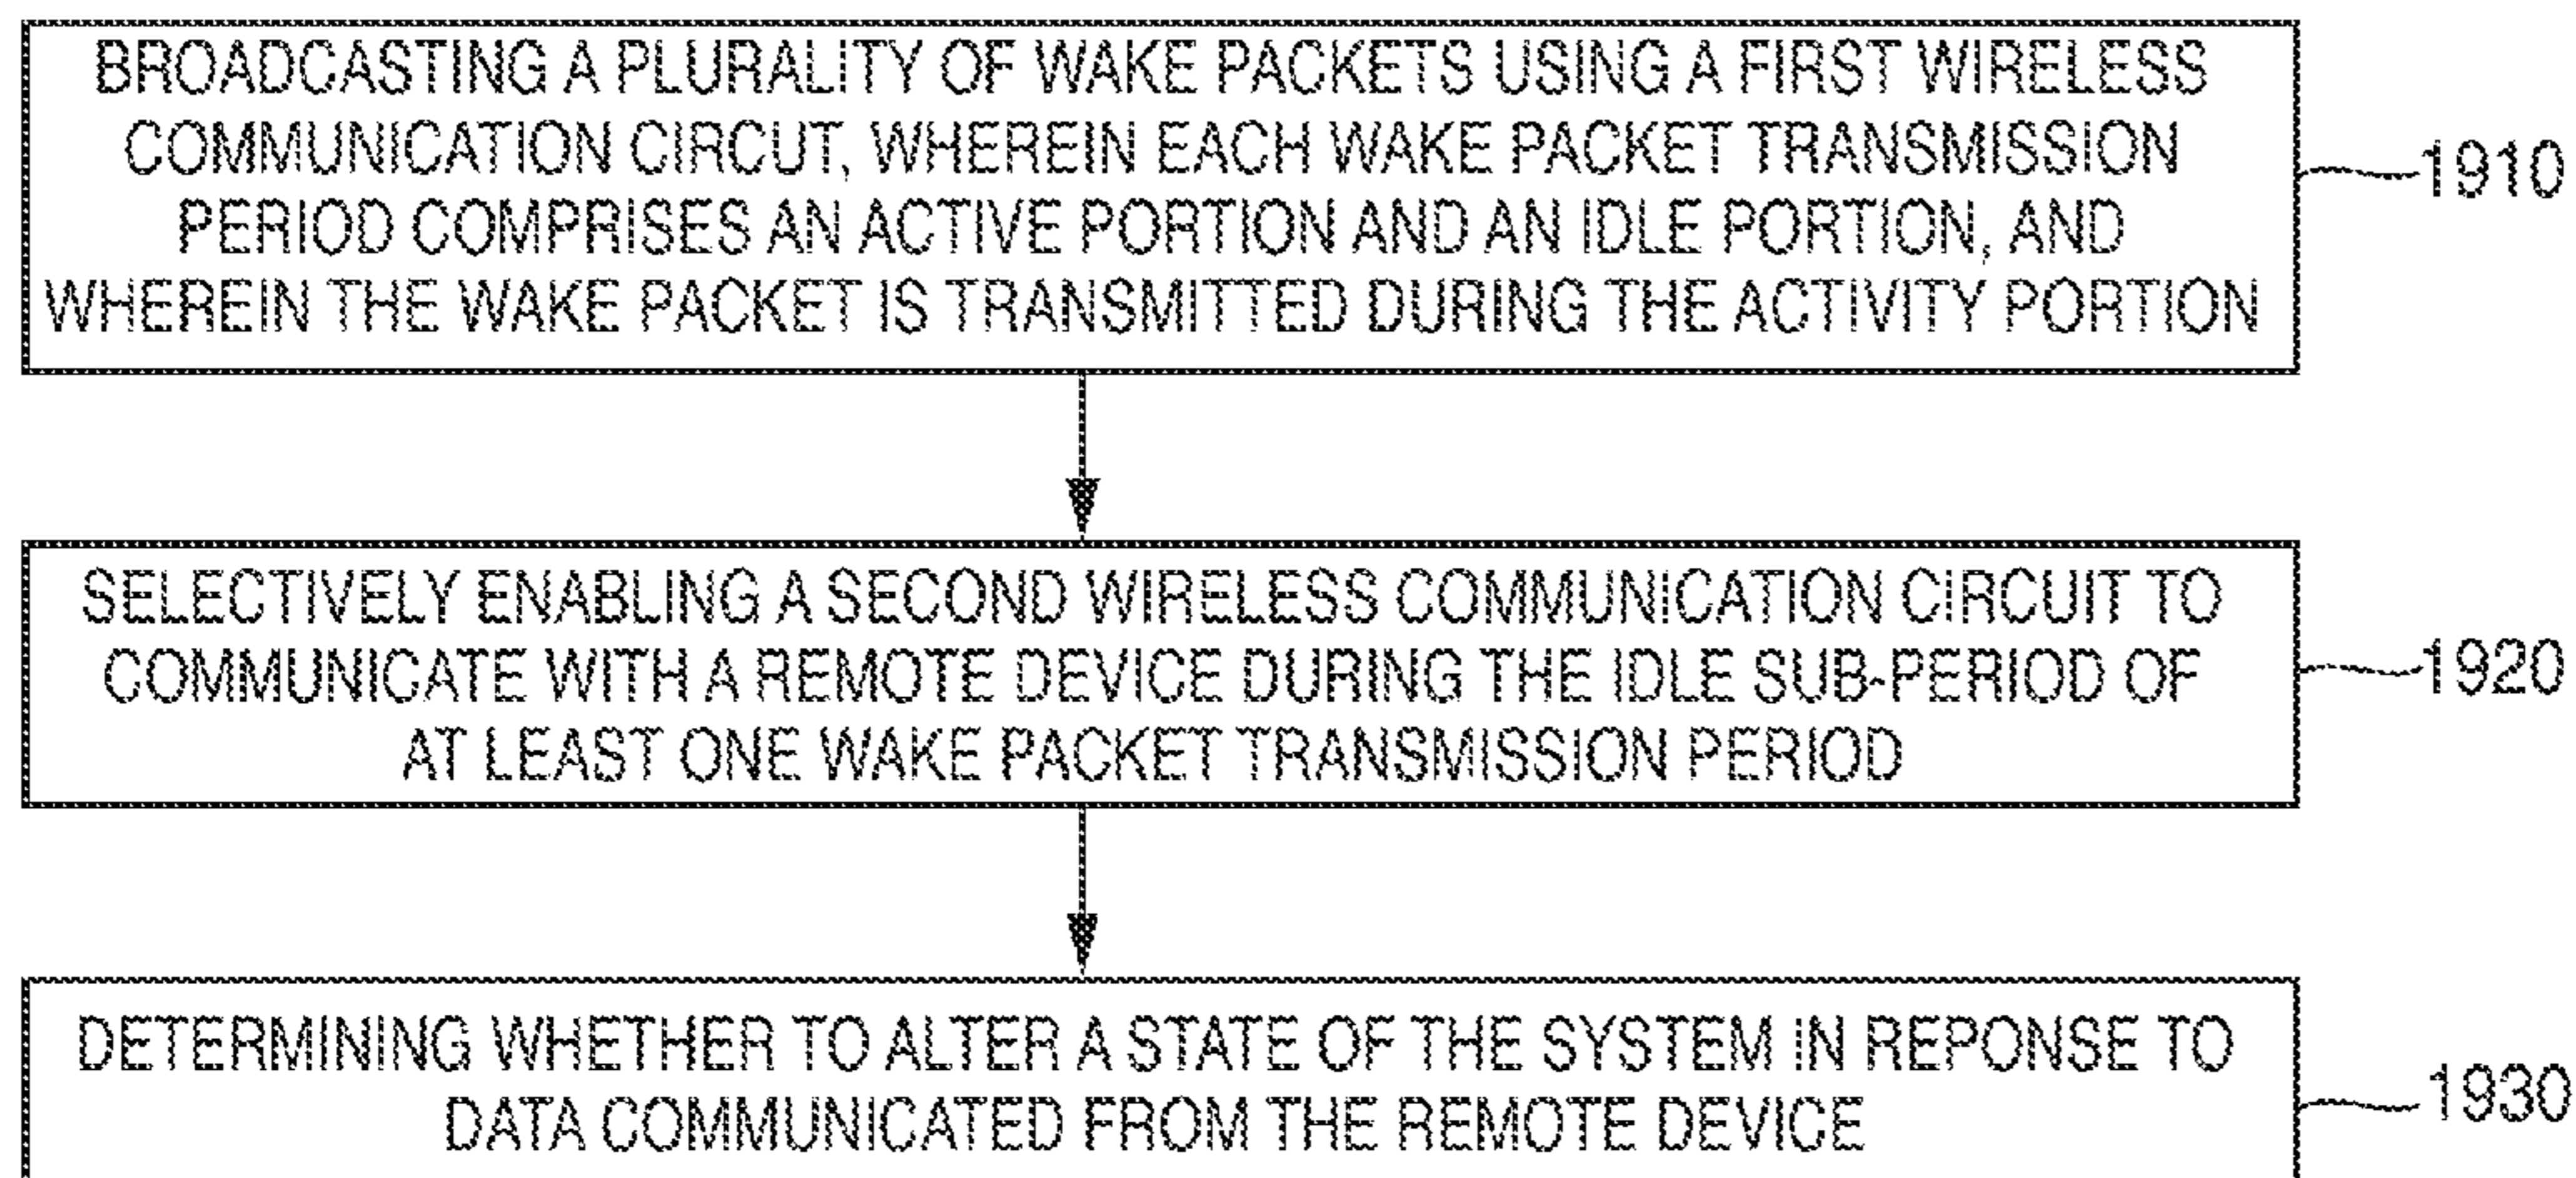 BROADCASTING A PLURALITY OF WAKE PACKETS USING A FIRST WIRELESS
COMMUNICATION CIRCUT, WHEREIN EACH WAKE PACKET TRANSMISSION
PERIOD COMPRISES AN ACTIVE PORTION AND AN IDLE PORTION, AND
WHEREIN THE WAKE PACKET IS TRANSMITTED DURING THE ACTIVITY PORTION
1910
SELECTIVELY ENABLING A SECOND WIRELESS COMMUNICATION CIRCUIT TO
COMMUNICATE WITH A REMOTE DEVICE DURING THE IDLE SUB-PERIOD OF
AT LEAST ONE WAKE PACKET TRANSMISSION PERIOD
1920
DETERMINING WHETHER TO ALTER A STATE OF THE SYSTEM IN REPONSE TO
DATA COMMUNICATED FROM THE REMOTE DEVICE
1930